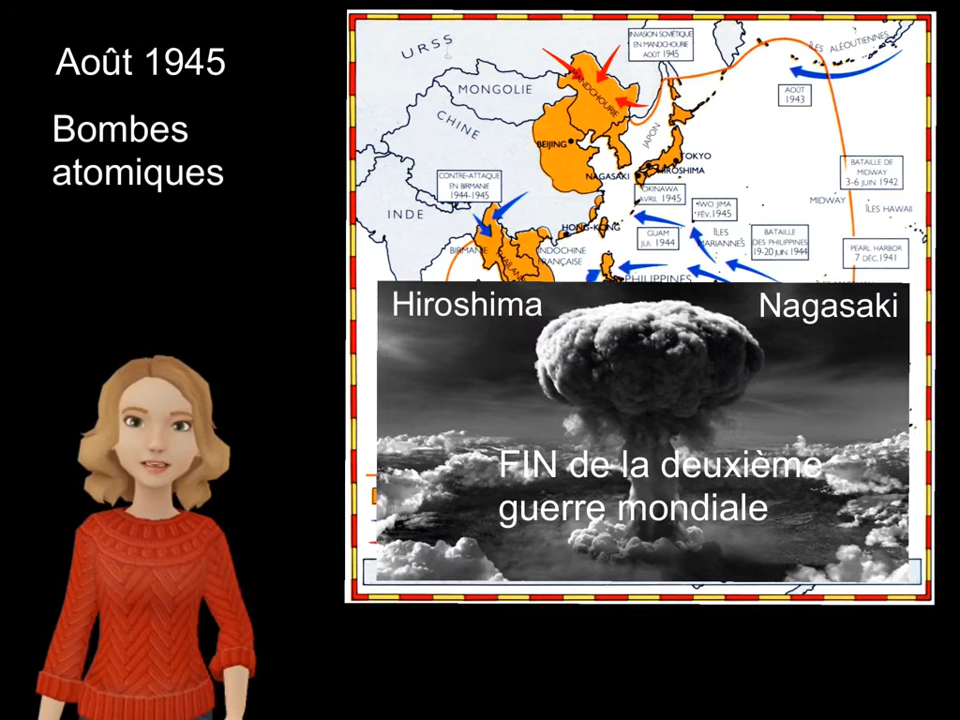 Août 1945
Bombes
atomiques
URSS
INVASION SOVIÉTIQUE
EN MANDCHOURIE
AOÛT 1945
ÎLES ALÉOUTIENNES
MONGOLIE
MANDCHOURIE
AOÛT
1943
CHINE
JAPON
BEIJING
TOKYO
HIROSHIMA
NAGASAKI
BATAILLE DE
MIDWAY
3-6 JUIN 1942
CONTRE-ATTAQUE
EN BIRMANIE
1944-1945
OKINAWA
AVRIL 1945
IWO JIMA
FÉV.1945
MIDWAY
ÎLES HAWAII
INDE
HONG-KONG
GUAM
JUIL 1944
ÎLES
MARIANNES
BATAILLE
DES PHILIPPINES
19-20 JUIN 1944
PEARL HARBOR
7 DÉC.1941
BIRMANIE
INDOCHINE
FRANÇAISE
THAÏLANDE
PHILIPPINES
Hiroshima
Nagasaki
FIN de la deuxième
guerre mondiale